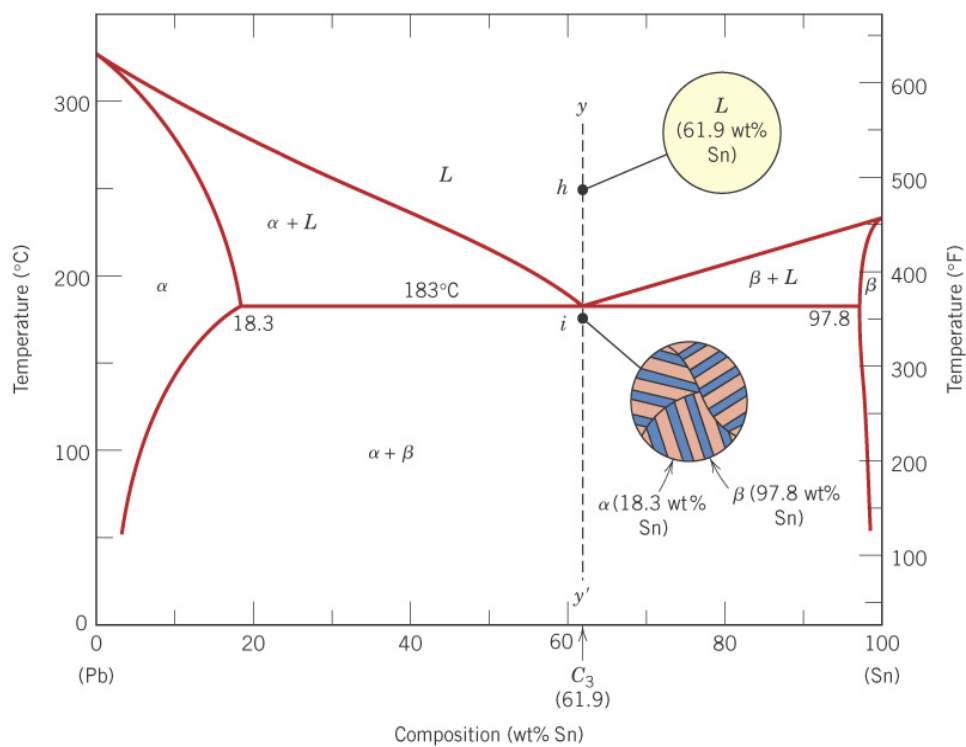 y
L
(61.9 wt%
Sn)
600
300
L
h
500
α + L
Temperature (°C)
Temperature (°F)
200
400
α
183°C
β + L
β
18.3
i
97.8
300
100
α + β
200
α (18.3 wt%
Sn)
β (97.8 wt%
Sn)
100
y′
0
0
20
40
60
80
100
(Pb)
C3
(61.9)
(Sn)
Composition (wt% Sn)